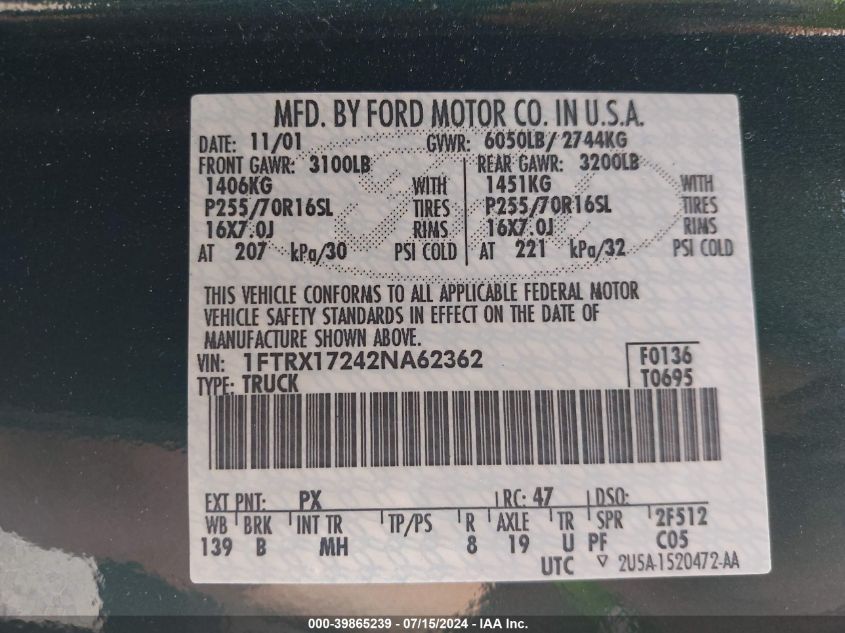 MFD. BY FORD MOTOR CO. IN U.S.A.
DATE: 11/01 GVWR: 6050LB/ 2744KG
FRONT GAWR: 3100LB REAR GAWR: 3200LB
1406KG WITH 1451KG WITH
P255/70R16SL TIRES P255/70R16SL TIRES
16X7.0J RIMS 16X7.0J RIMS
AT 207 kPa/30 PSI COLD AT 221 kPa/32 PSI COLD
THIS VEHICLE CONFORMS TO ALL APPLICABLE FEDERAL MOTOR
VEHICLE SAFETY STANDARDS IN EFFECT ON THE DATE OF
MANUFACTURE SHOWN ABOVE.
VIN: 1FTRX17242NA62362 F0136
TYPE: TRUCK T0695
EXT PNT: PX RC: 47 DSO:
WB BRK INT TR TP/PS R AXLE TR SPR 2F512
139 B MH 8 19 U PF C05
UTC ▽ 2U5A-1520472-AA
000-39865239 - 07/15/2024 - IAA Inc.